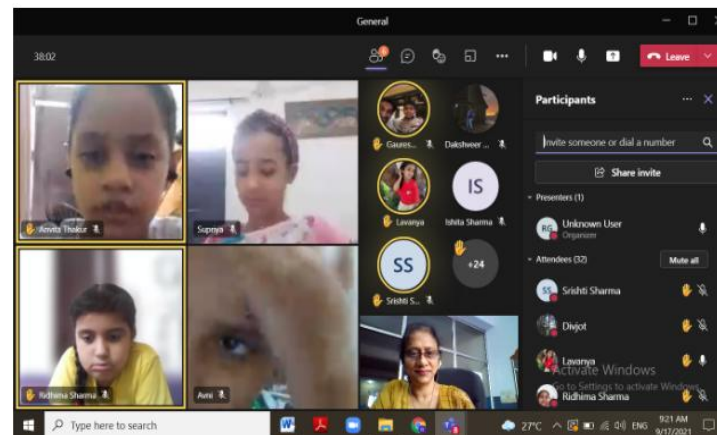 General
38:02
Leave
Anvita Thakur
Supriya
Gaures...
Dakshveer ...
Lavanya
IS
Ishita Sharma
SS
Srishti S...
+24
Ridhima Sharma
Avni
Participants
Invite someone or dial a number
Share invite
Presenters (1)
RG
Unknown User
Organizer
Attendees (32)
Mute all
SS
Srishti Sharma
Divjot
Lavanya
Activate Windows
Go to Settings to activate Windows.
Ridhima Sharma
Type here to search
27°C
ENG
9:21 AM
9/17/2021